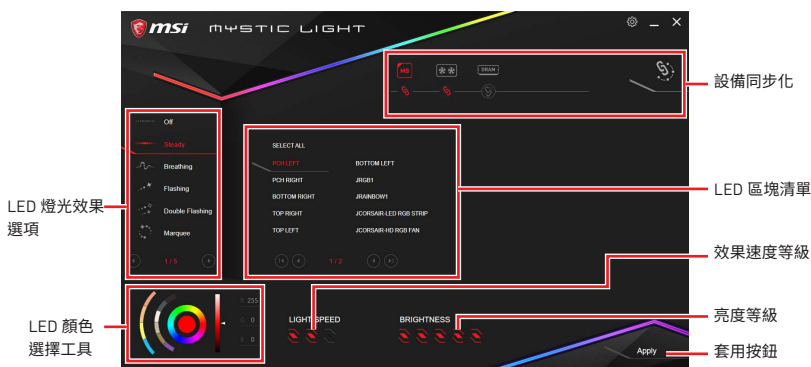 msi MYSTIC LIGHT
MS
DRAM
設備同步化
Off
Steady
Breathing
Flashing
Double Flashing
Marquee
1/5
LED 燈光效果
選項
SELECT ALL
PCH LEFT
BOTTOM LEFT
PCH RIGHT
JRGB1
BOTTOM RIGHT
JRAINBOW1
TOP RIGHT
JCORSAIR-LED RGB STRIP
TOP LEFT
JCORSAIR-HD RGB FAN
1/2
LED 區塊清單
效果速度等級
R 255
G 0
B 0
LED 顏色
選擇工具
LIGHT SPEED
BRIGHTNESS
亮度等級
Apply
套用按鈕